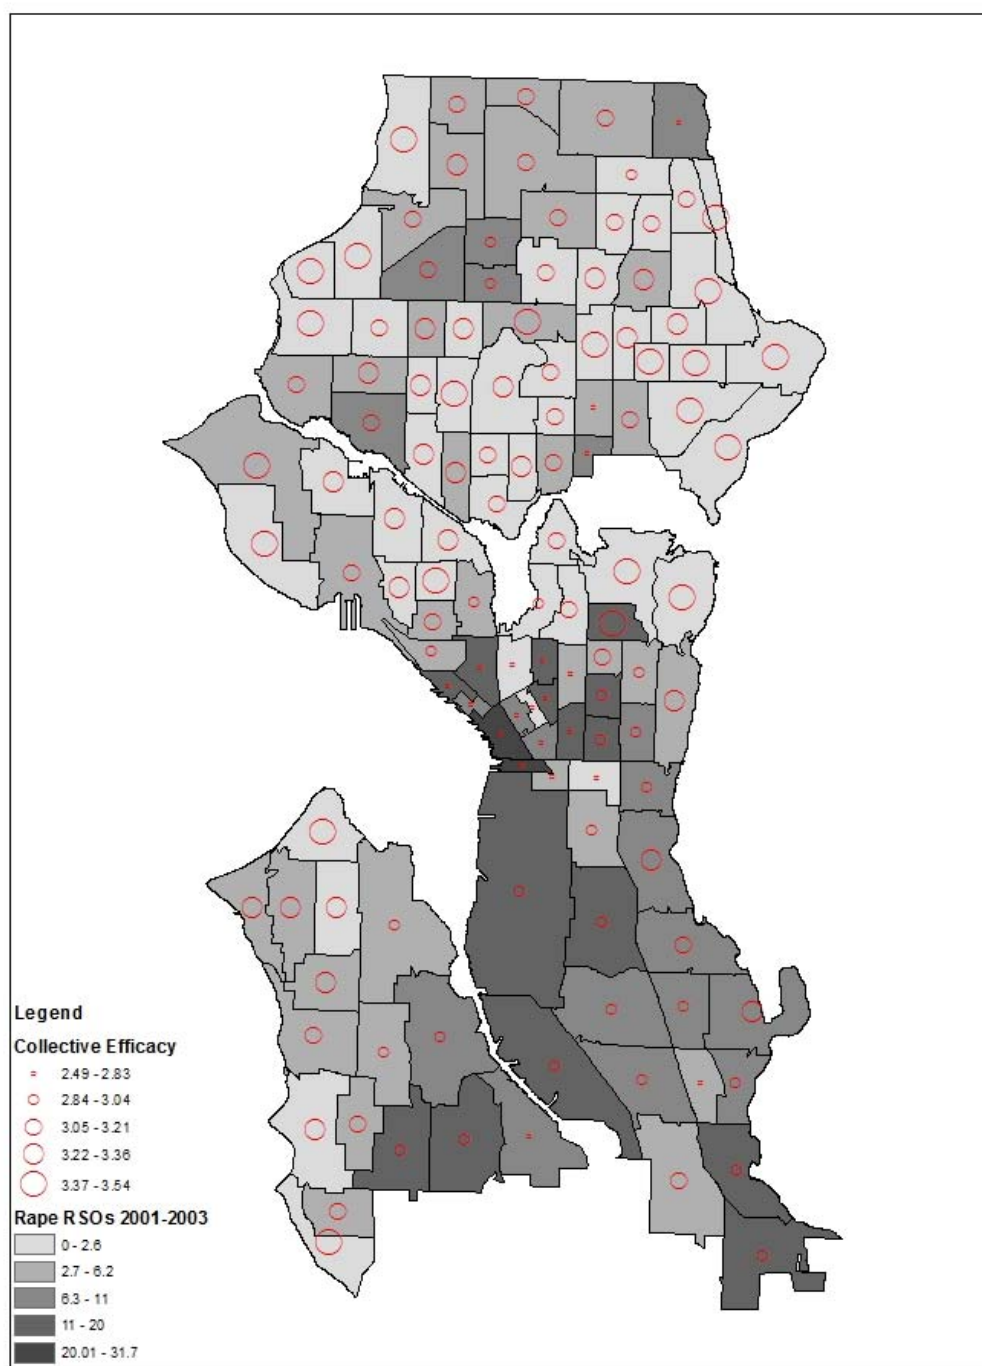 Legend
Collective Efficacy
2.49 - 2.83
2.84 - 3.04
3.05 - 3.21
3.22 - 3.36
3.37 - 3.54
Rape RSOs 2001-2003
0 - 2.6
2.7 - 6.2
6.3 - 11
11 - 20
20.01 - 31.7